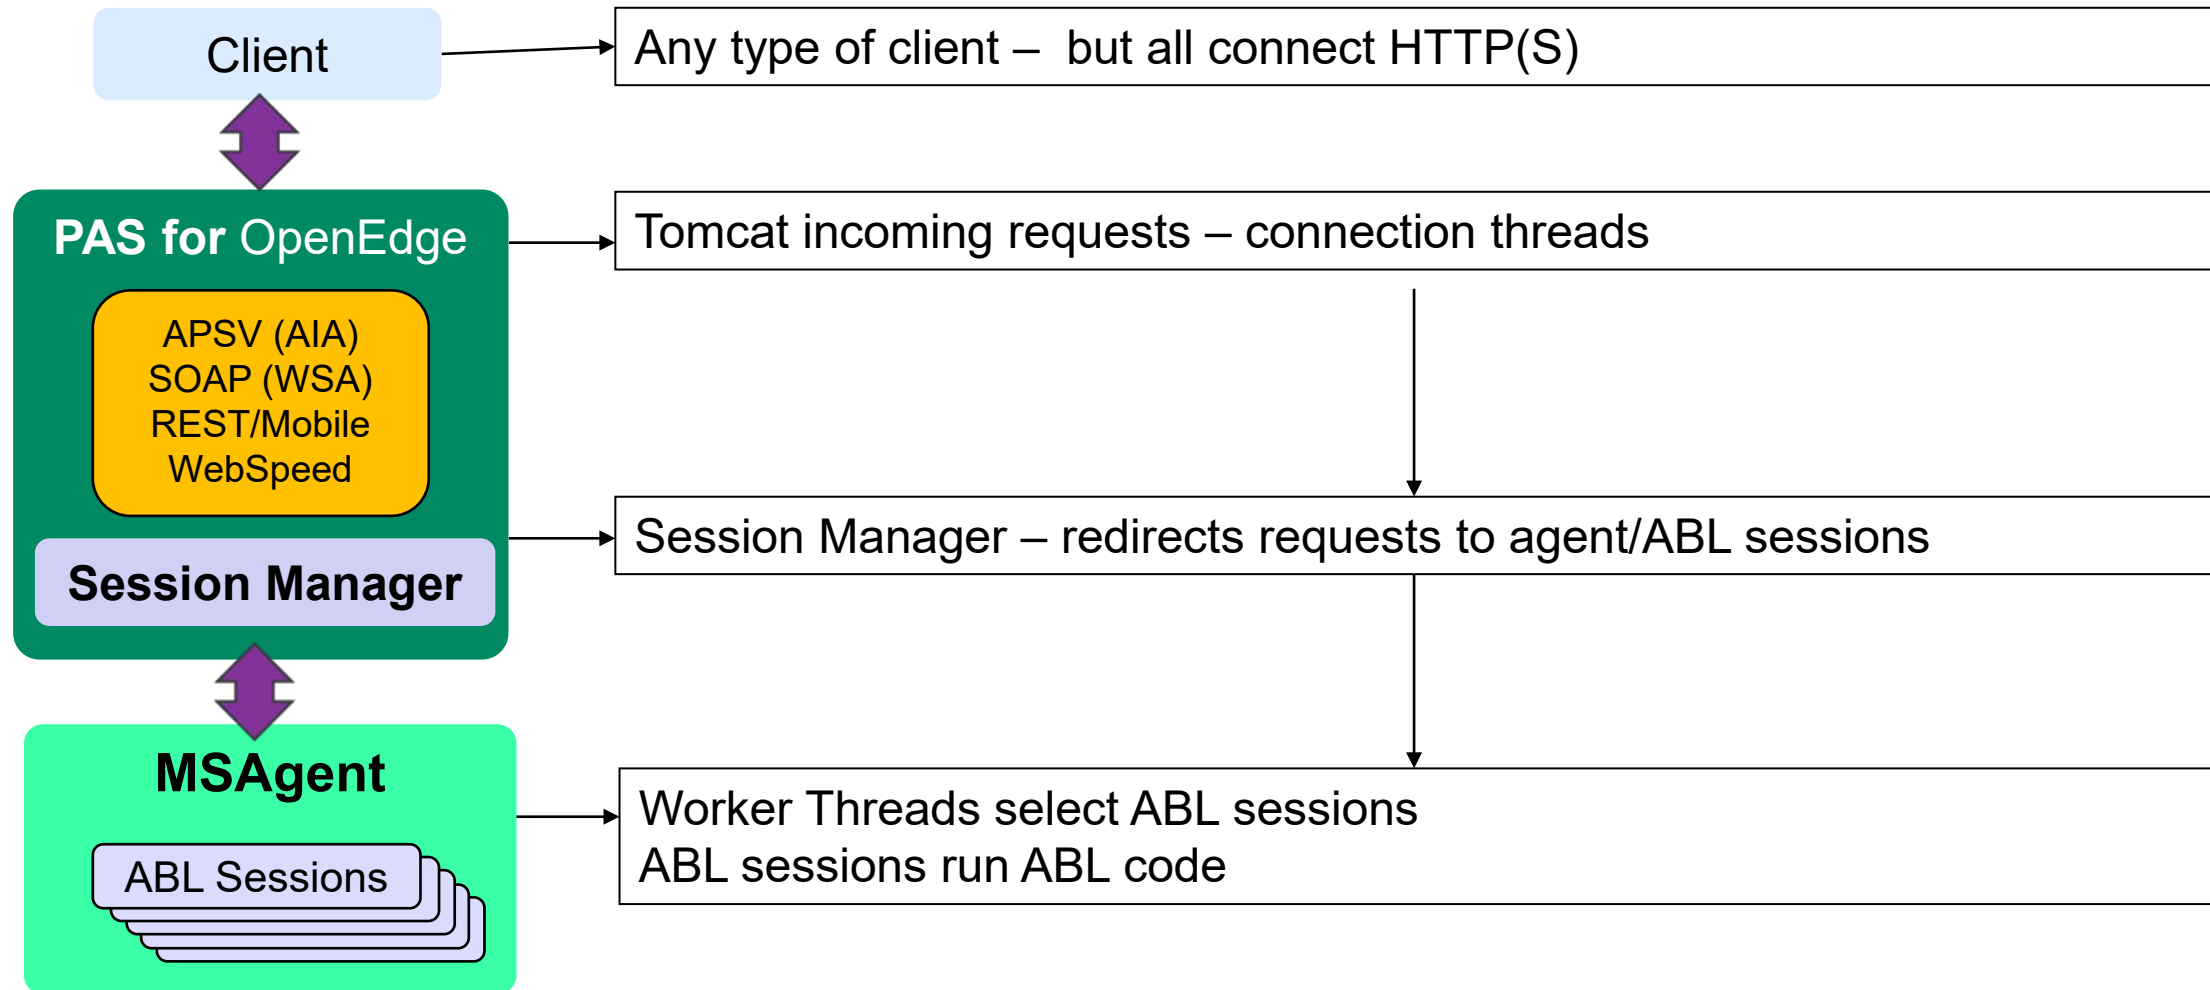 Client
Any type of client – but all connect HTTP(S)
PAS for OpenEdge
Tomcat incoming requests – connection threads
APSV (AIA)
SOAP (WSA)
REST/Mobile
WebSpeed
Session Manager – redirects requests to agent/ABL sessions
Session Manager
MSAgent
Worker Threads select ABL sessions
ABL sessions run ABL code
ABL Sessions